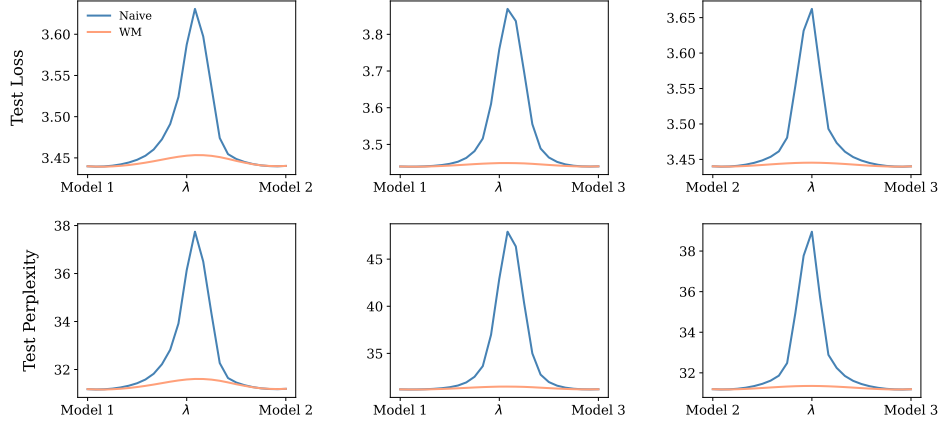 Test Loss
3.60
3.55
3.50
3.45
Naive
WM
Model 1 λ Model 2
3.8
3.7
3.6
3.5
Model 1 λ Model 3
3.65
3.60
3.55
3.50
3.45
Model 2 λ Model 3
Test Perplexity
38
36
34
32
Model 1 λ Model 2
45
40
35
Model 1 λ Model 3
38
36
34
32
Model 2 λ Model 3